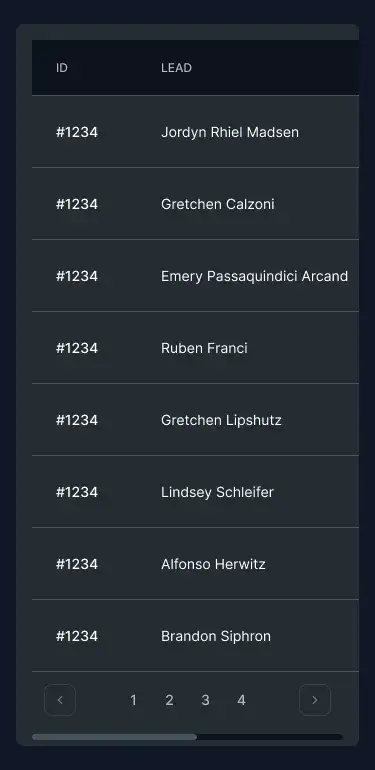 ID LEAD
#1234 Jordyn Rhiel Madsen
#1234 Gretchen Calzoni
#1234 Emery Passaquindici Arcand
#1234 Ruben Franci
#1234 Gretchen Lipshutz
#1234 Lindsey Schleifer
#1234 Alfonso Herwitz
#1234 Brandon Siphron
1 2 3 4